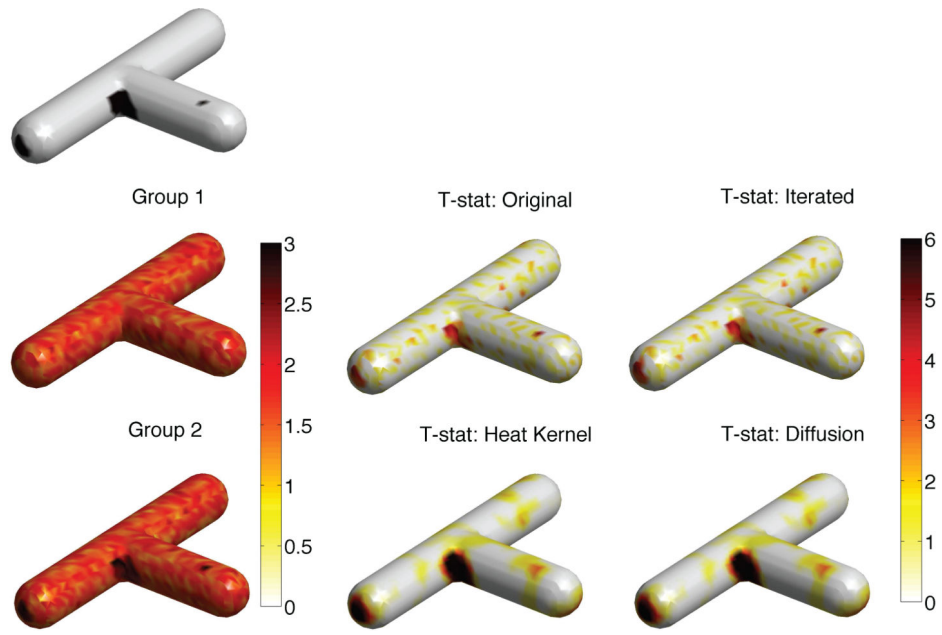 Group 1
T-stat: Original
T-stat: Iterated
3
2.5
2
1.5
1
0.5
0
6
5
4
3
2
1
0
Group 2
T-stat: Heat Kernel
T-stat: Diffusion